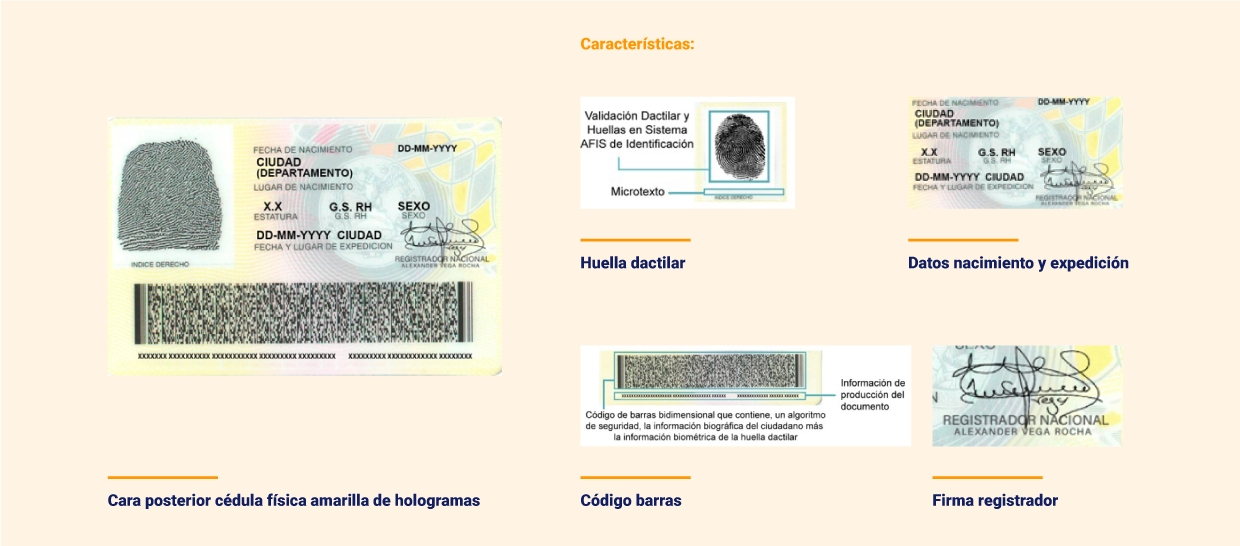 Características:
FECHA DE NACIMIENTO DD-MM-YYYY
CIUDAD
(DEPARTAMENTO)
LUGAR DE NACIMIENTO
X.X G.S. RH SEXO
ESTATURA G.S. RH SEXO
DD-MM-YYYY CIUDAD
FECHA Y LUGAR DE EXPEDICION
REGISTRADOR NACIONAL
ALEXANDER VEGA ROCHA
INDICE DERECHO
XXXXXXX XXXXXXXXXXX XXXXXXXXXXXX XXXXXXXXXX XXXXXXXXX XXXXXXXXX XXXXXXXXXXX XXXXXXXXXX XXXXXXXX
Cara posterior cédula física amarilla de hologramas
Validación Dactilar y
Huellas en Sistema
AFIS de Identificación
Microtexto
INDICE DERECHO
Huella dactilar
FECHA DE NACIMIENTO DD-MM-YYYY
CIUDAD
(DEPARTAMENTO)
LUGAR DE NACIMIENTO
X.X G.S. RH SEXO
ESTATURA G.S. RH SEXO
DD-MM-YYYY CIUDAD
FECHA Y LUGAR DE EXPEDICION
REGISTRADOR NACIONAL
ALEXANDER VEGA ROCHA
Datos nacimiento y expedición
Información de
producción del
documento
Código de barras bidimensional que contiene, un algoritmo
de seguridad, la información biográfica del ciudadano más
la información biométrica de la huella dactilar
Código barras
SEXO
REGISTRADOR NACIONAL
ALEXANDER VEGA ROCHA
Firma registrador